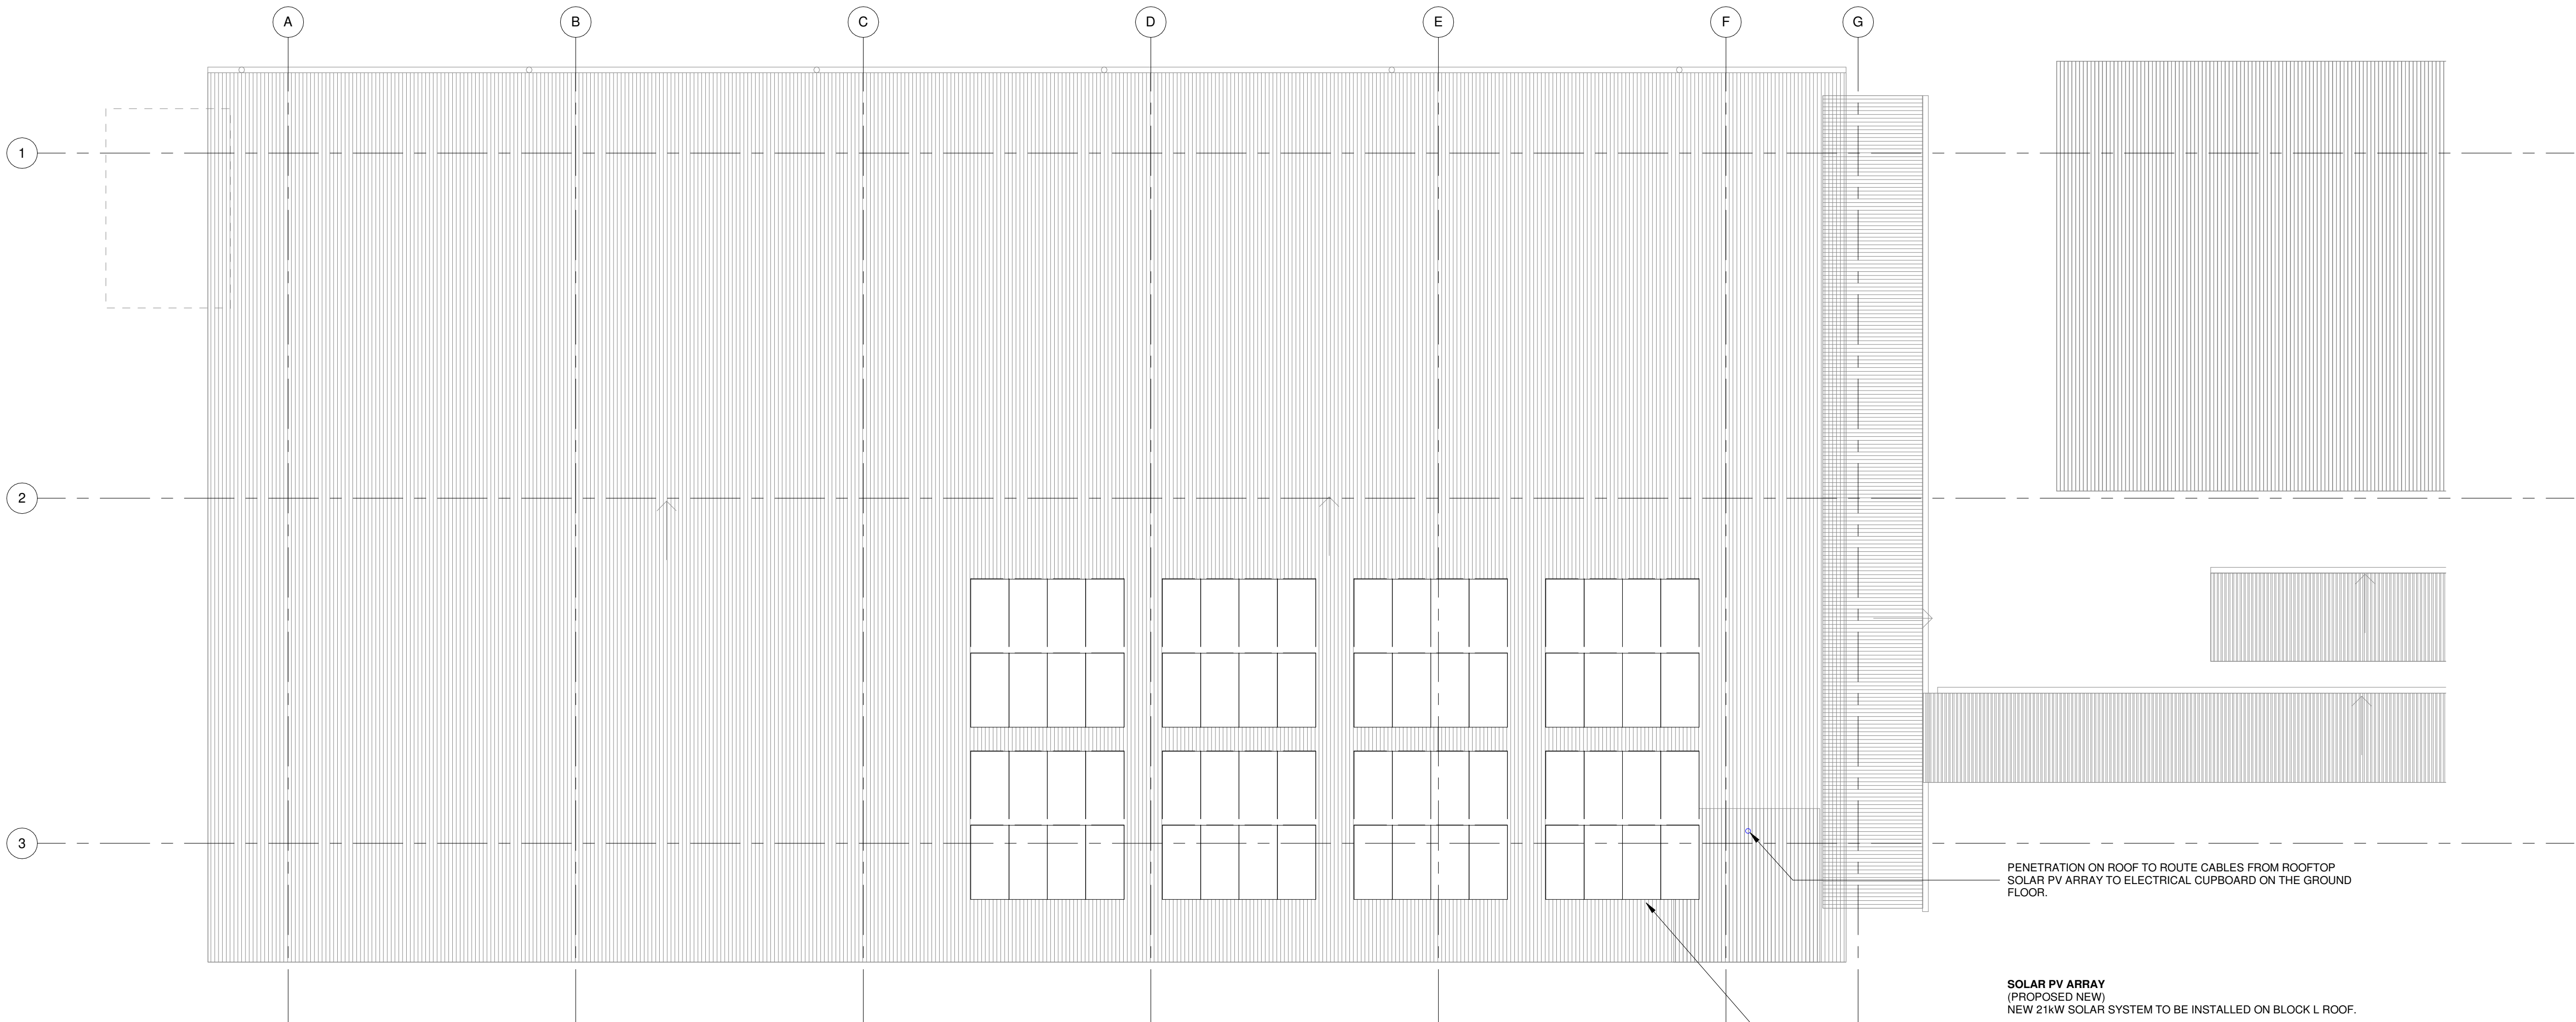 A
B
C
D
E
F
G
1
2
3
PENETRATION ON ROOF TO ROUTE CABLES FROM ROOFTOP
SOLAR PV ARRAY TO ELECTRICAL CUPBOARD ON THE GROUND
FLOOR.
SOLAR PV ARRAY
(PROPOSED NEW)
NEW 21kW SOLAR SYSTEM TO BE INSTALLED ON BLOCK L ROOF.